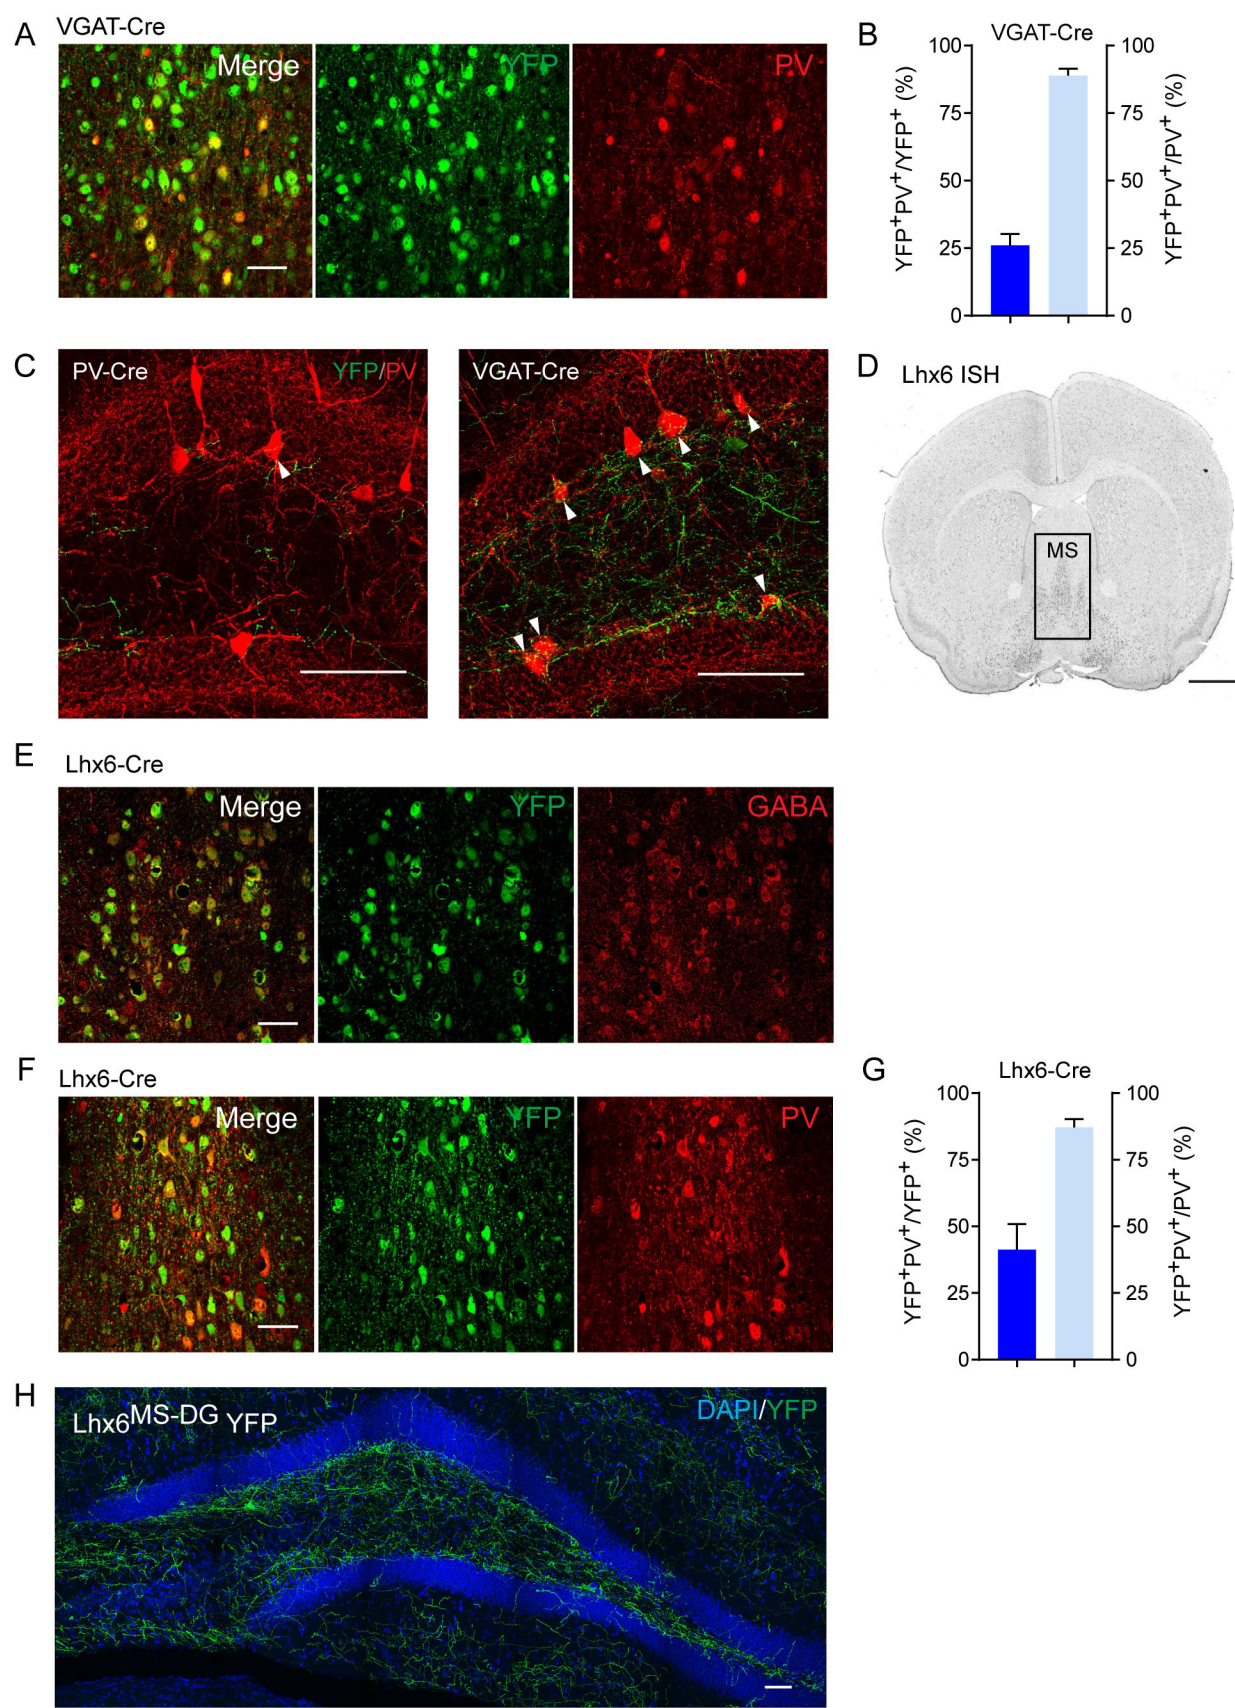 A
VGAT-Cre
Merge
YFP
PV
B
VGAT-Cre
YFP⁺PV⁺/YFP⁺ (%)
100
75
50
25
0
100
75
50
25
0
YFP⁺PV⁺/PV⁺ (%)
C
PV-Cre
YFP/PV
VGAT-Cre
D
Lhx6 ISH
MS
E
Lhx6-Cre
Merge
YFP
GABA
F
Lhx6-Cre
Merge
YFP
PV
G
Lhx6-Cre
YFP⁺PV⁺/YFP⁺ (%)
100
75
50
25
0
100
75
50
25
0
YFP⁺PV⁺/PV⁺ (%)
H
Lhx6MS-DG YFP
DAPI/YFP